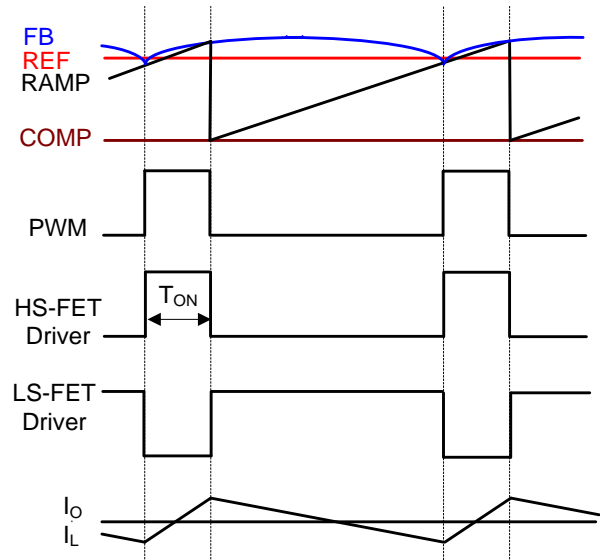 FB
REF
RAMP
COMP
PWM
TON
HS-FET
Driver
LS-FET
Driver
IO
IL